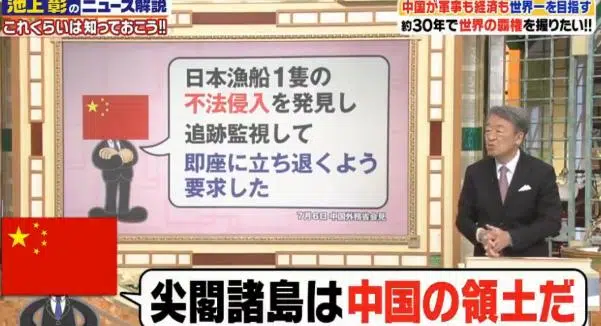 池上彰のニュース解説
これくらいは知っておこう!!
中国が軍事も経済も世界一を目指す
約30年で世界の覇権を握りたい!!
日本漁船1隻の
不法侵入を発見し
追跡監視して
即座に立ち退くよう
要求した
7月6日 中国外務省会見
尖閣諸島は中国の領土だ